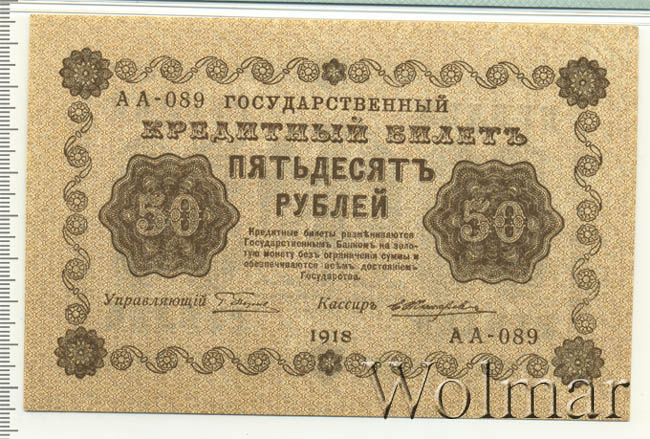 АА-089 ГОСУДАРСТВЕННЫЙ
КРЕДИТНЫЙ БИЛЕТЪ
ПЯТЬДЕСЯТЪ
РУБЛЕЙ
50
50
Кредитные билеты размѣниваются
Государственнымъ Банкомъ на золо-
тую монету безъ ограниченія суммы и
обезпечиваются всѣмъ достояніемъ
Государства.
Управляющій
Кассиръ
1918 АА-089
Wolmar